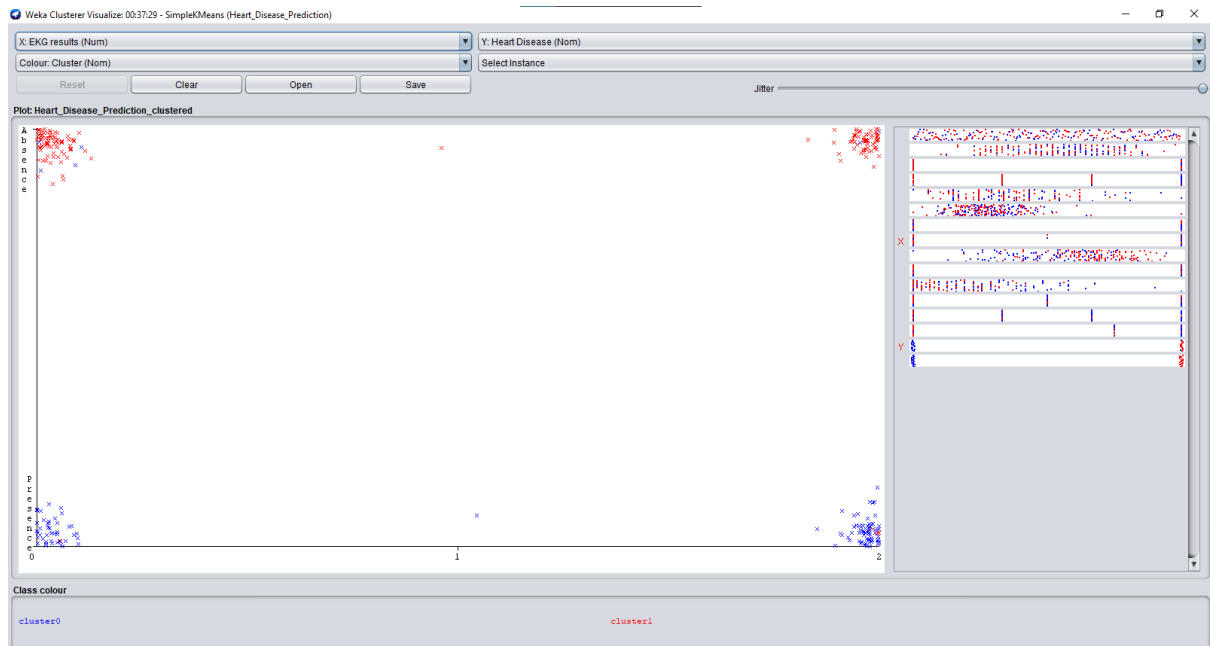 Weka Clusterer Visualize: 00:37:29 - SimpleKMeans (Heart_Disease_Prediction)
X: EKG results (Num)
Y: Heart Disease (Nom)
Colour: Cluster (Nom)
Select Instance
Reset
Clear
Open
Save
Jitter
Plot: Heart_Disease_Prediction_clustered
Absence
Presence
0
1
2
X
Y
Class colour
cluster0
cluster1